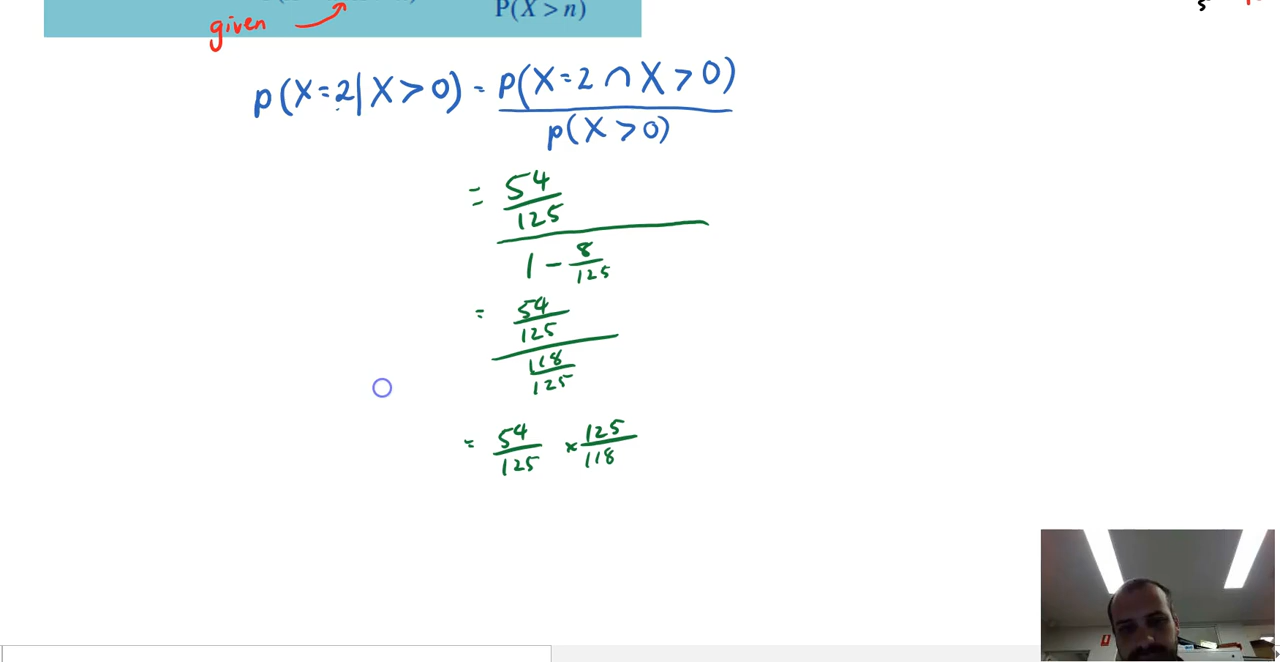 P(X > n)
given
p(X=2|X>0) = p(X=2∩X>0)
p(X>0)
= 54
125
1 - 8
125
= 54
125
118
125
= 54/125 × 125/118